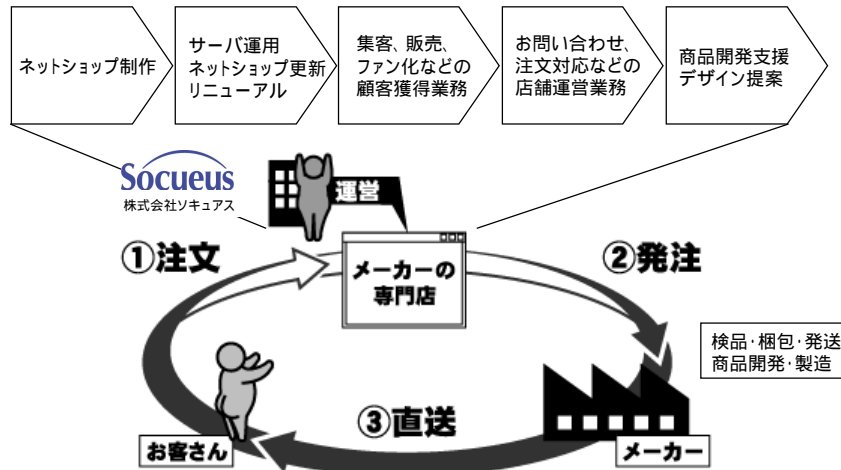 ネットショップ制作
サーバ運用
ネットショップ更新
リニューアル
集客、販売、
ファン化などの
顧客獲得業務
お問い合わせ、
注文対応などの
店舗運営業務
商品開発支援
デザイン提案
Socueus
株式会社ソキュアス
運営
①注文
メーカーの
専門店
②発注
検品・梱包・発送
商品開発・製造
③直送
お客さん
メーカー